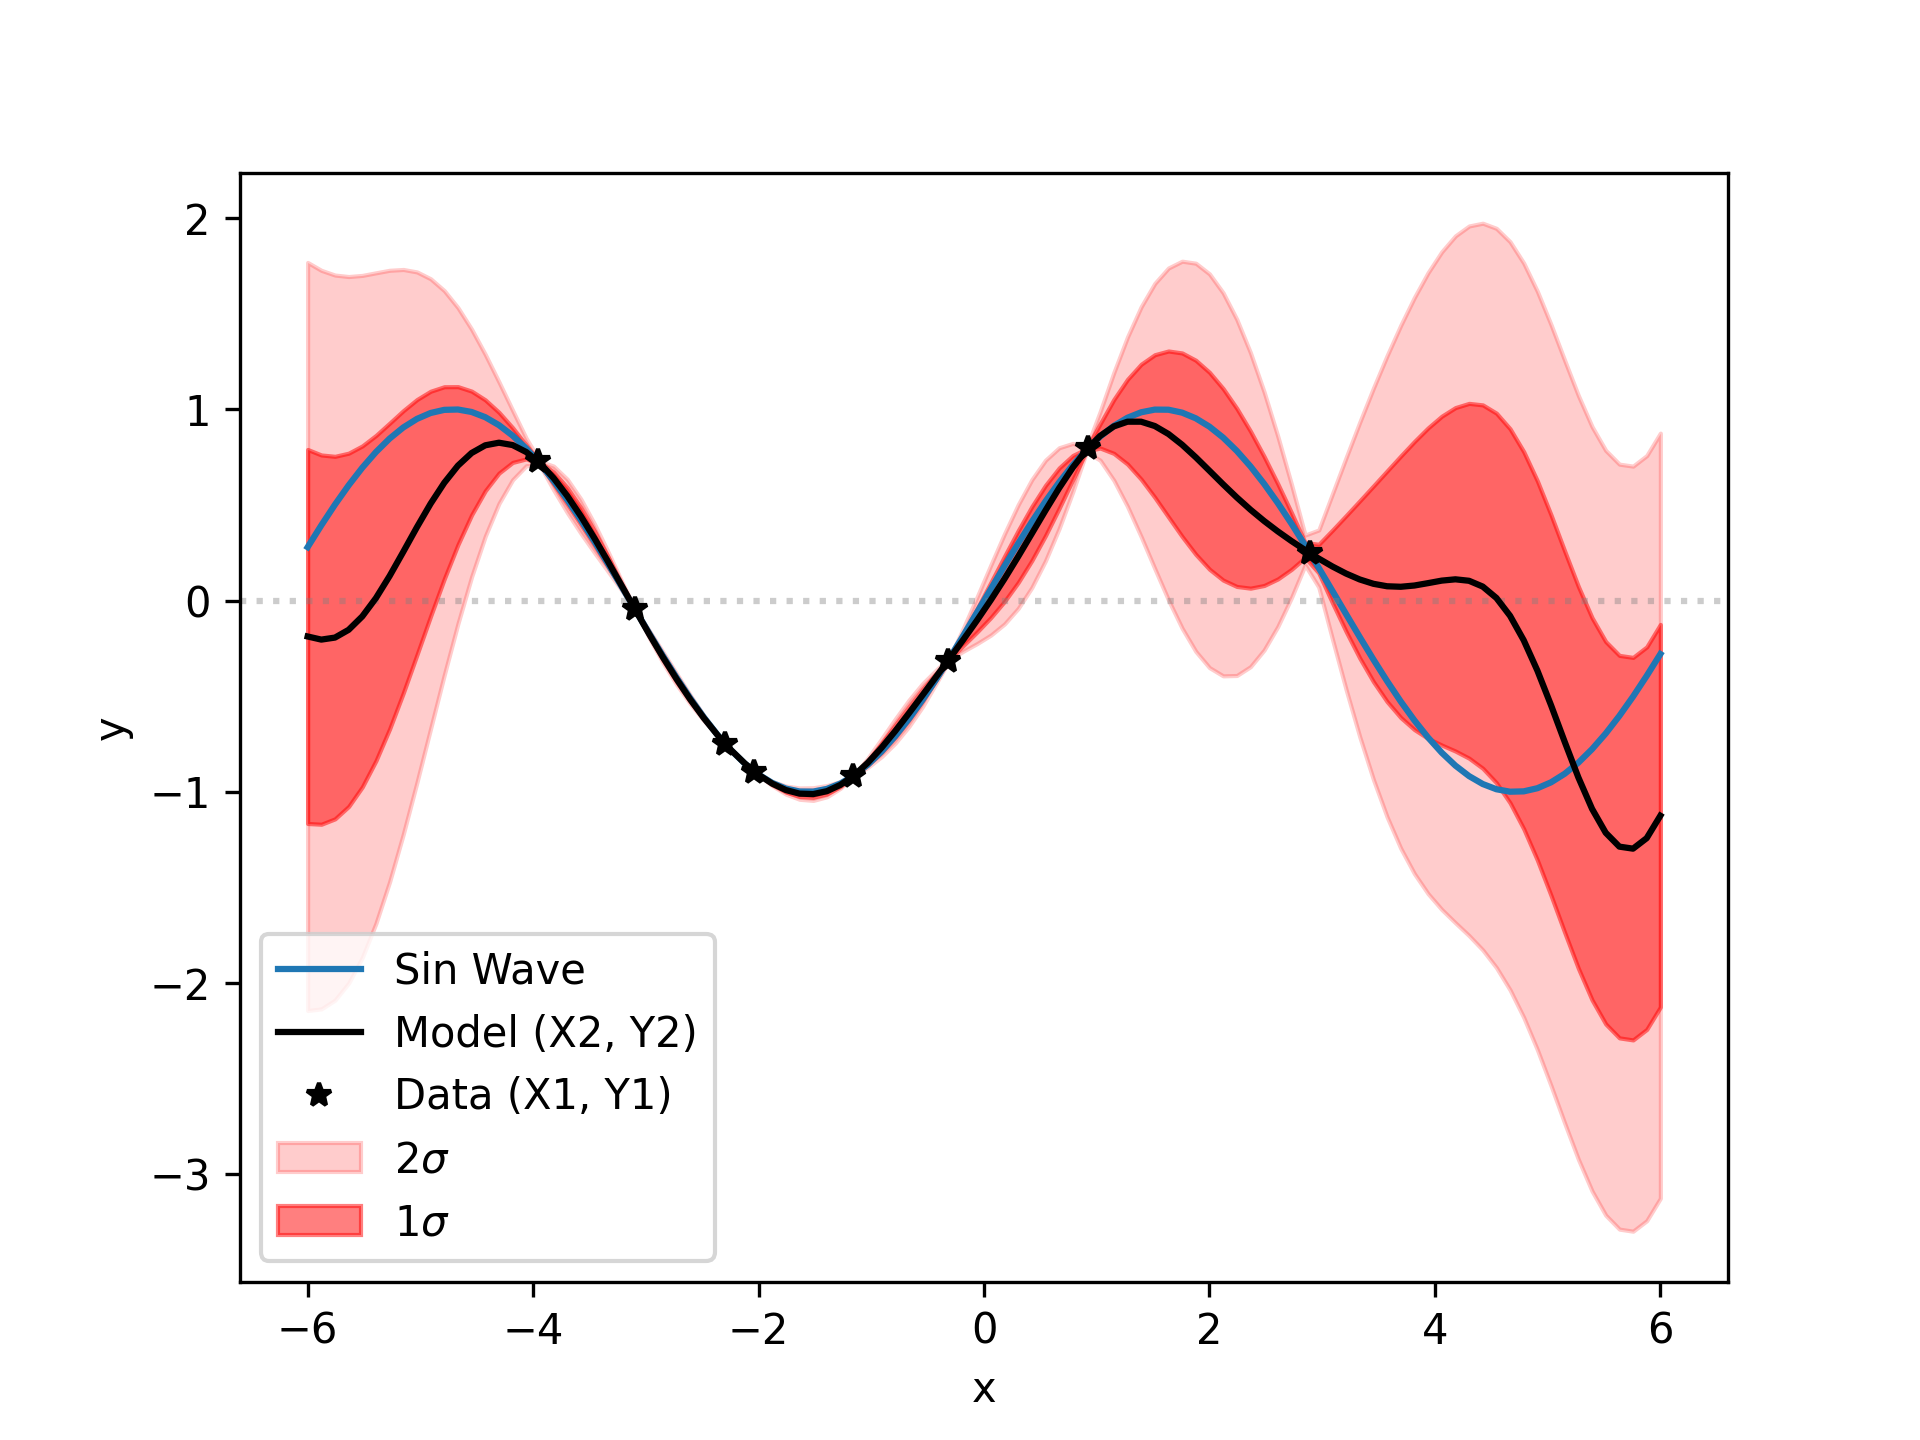 2
1
0
−1
−2
−3
y
Sin Wave
Model (X2, Y2)
Data (X1, Y1)
2σ
1σ
−6 −4 −2 0 2 4 6
x